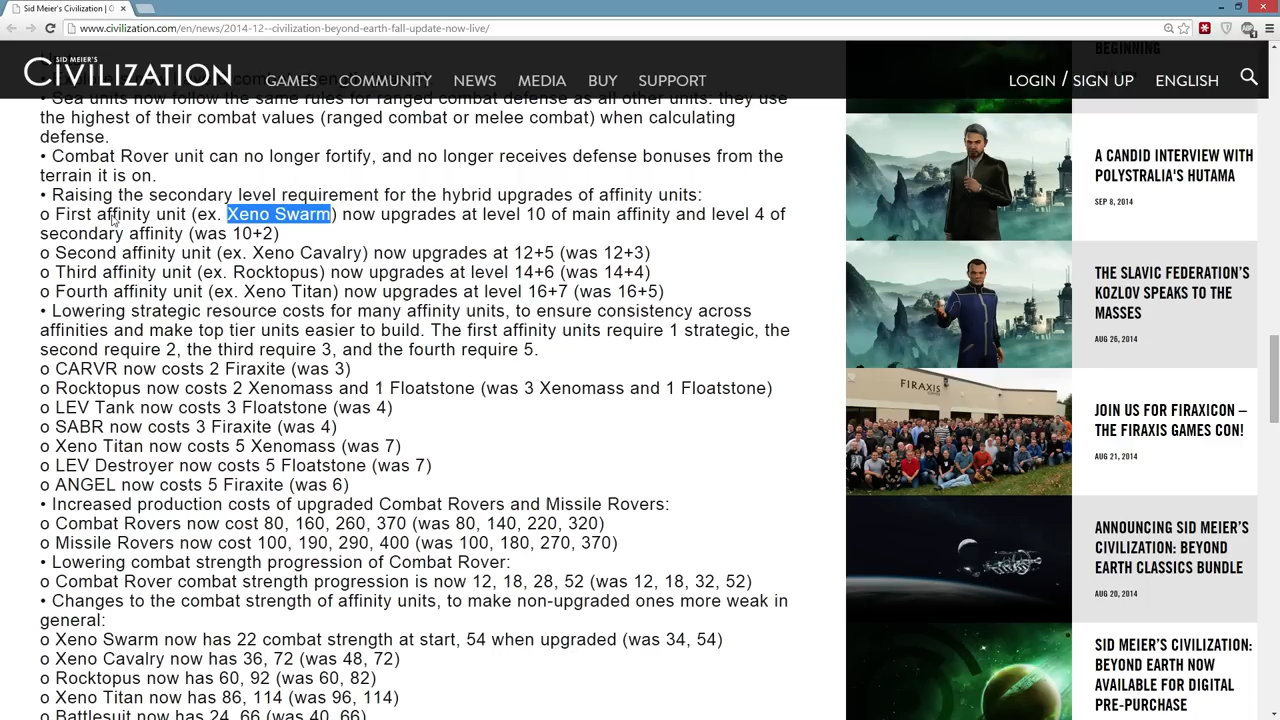 Sid Meier's Civilization | C
www.civilization.com/en/news/2014-12--civilization-beyond-earth-fall-update-now-live/
SID MEIER'S
CIVILIZATION
GAMES COMMUNITY NEWS MEDIA BUY SUPPORT
LOGIN / SIGN UP ENGLISH
• Sea units now follow the same rules for ranged combat defense as all other units: they use
the highest of their combat values (ranged combat or melee combat) when calculating
defense.
• Combat Rover unit can no longer fortify, and no longer receives defense bonuses from the
terrain it is on.
• Raising the secondary level requirement for the hybrid upgrades of affinity units:
o First affinity unit (ex. Xeno Swarm) now upgrades at level 10 of main affinity and level 4 of
secondary affinity (was 10+2)
o Second affinity unit (ex. Xeno Cavalry) now upgrades at 12+5 (was 12+3)
o Third affinity unit (ex. Rocktopus) now upgrades at level 14+6 (was 14+4)
o Fourth affinity unit (ex. Xeno Titan) now upgrades at level 16+7 (was 16+5)
• Lowering strategic resource costs for many affinity units, to ensure consistency across
affinities and make top tier units easier to build. The first affinity units require 1 strategic, the
second require 2, the third require 3, and the fourth require 5.
o CARVR now costs 2 Firaxite (was 3)
o Rocktopus now costs 2 Xenomass and 1 Floatstone (was 3 Xenomass and 1 Floatstone)
o LEV Tank now costs 3 Floatstone (was 4)
o SABR now costs 3 Firaxite (was 4)
o Xeno Titan now costs 5 Xenomass (was 7)
o LEV Destroyer now costs 5 Floatstone (was 7)
o ANGEL now costs 5 Firaxite (was 6)
• Increased production costs of upgraded Combat Rovers and Missile Rovers:
o Combat Rovers now cost 80, 160, 260, 370 (was 80, 140, 220, 320)
o Missile Rovers now cost 100, 190, 290, 400 (was 100, 180, 270, 370)
• Lowering combat strength progression of Combat Rover:
o Combat Rover combat strength progression is now 12, 18, 28, 52 (was 12, 18, 32, 52)
• Changes to the combat strength of affinity units, to make non-upgraded ones more weak in
general:
o Xeno Swarm now has 22 combat strength at start, 54 when upgraded (was 34, 54)
o Xeno Cavalry now has 36, 72 (was 48, 72)
o Rocktopus now has 60, 92 (was 60, 82)
o Xeno Titan now has 86, 114 (was 96, 114)
o Battlesuit now has 24, 66 (was 40, 66)
BEGINNING
A CANDID INTERVIEW WITH
POLYSTRALIA'S HUTAMA
SEP 8, 2014
THE SLAVIC FEDERATION'S
KOZLOV SPEAKS TO THE
MASSES
AUG 26, 2014
FIRAXIS
JOIN US FOR FIRAXICON –
THE FIRAXIS GAMES CON!
AUG 21, 2014
ANNOUNCING SID MEIER'S
CIVILIZATION: BEYOND
EARTH CLASSICS BUNDLE
AUG 20, 2014
SID MEIER'S CIVILIZATION:
BEYOND EARTH NOW
AVAILABLE FOR DIGITAL
PRE-PURCHASE